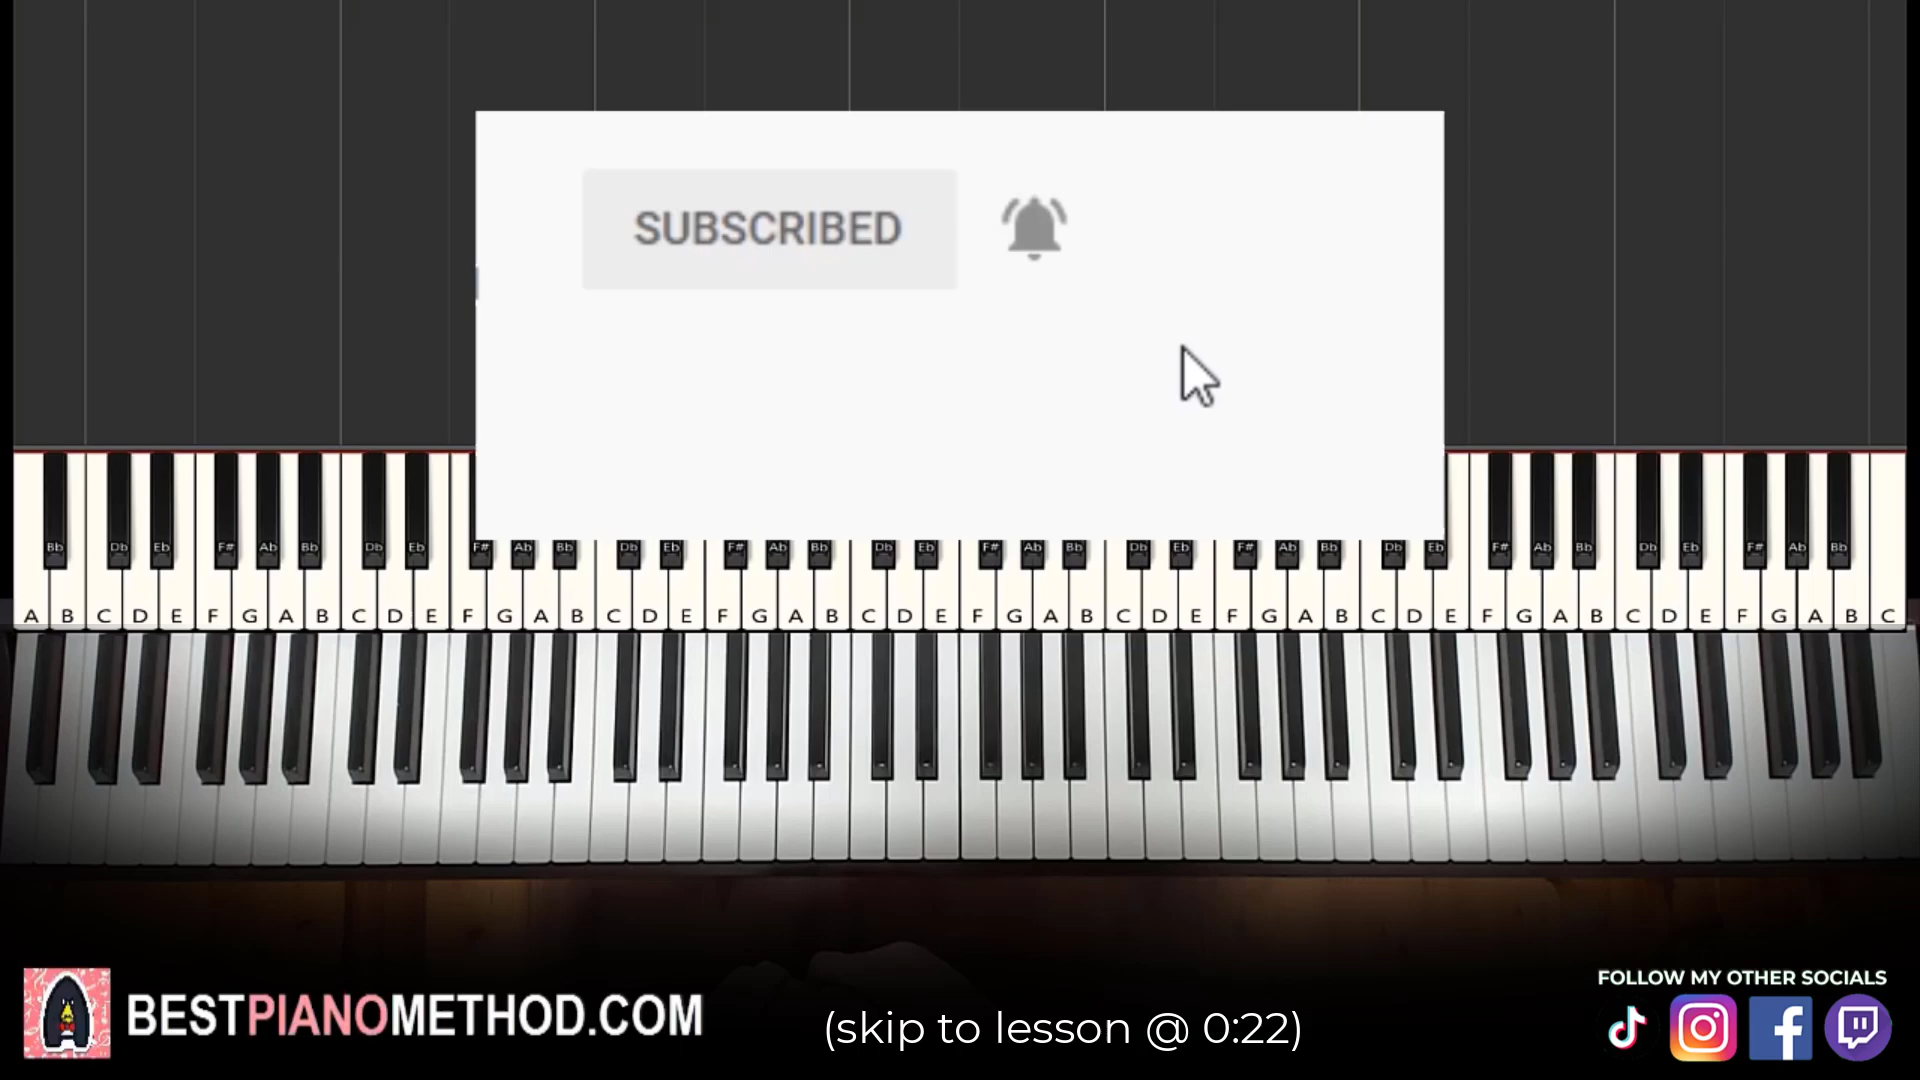 SUBSCRIBED
Bb Db Eb F# Ab Bb Db Eb F# Ab Bb Db Eb F# Ab Bb Db Eb F# Ab Bb Db Eb F# Ab Bb Db Eb F# Ab Bb Db Eb F# Ab Bb
A B C D E F G A B C D E F G A B C D E F G A B C D E F G A B C D E F G A B C D E F G A B C D E F G A B C
FOLLOW MY OTHER SOCIALS
BESTPIANOMETHOD.COM
(skip to lesson @ 0:22)